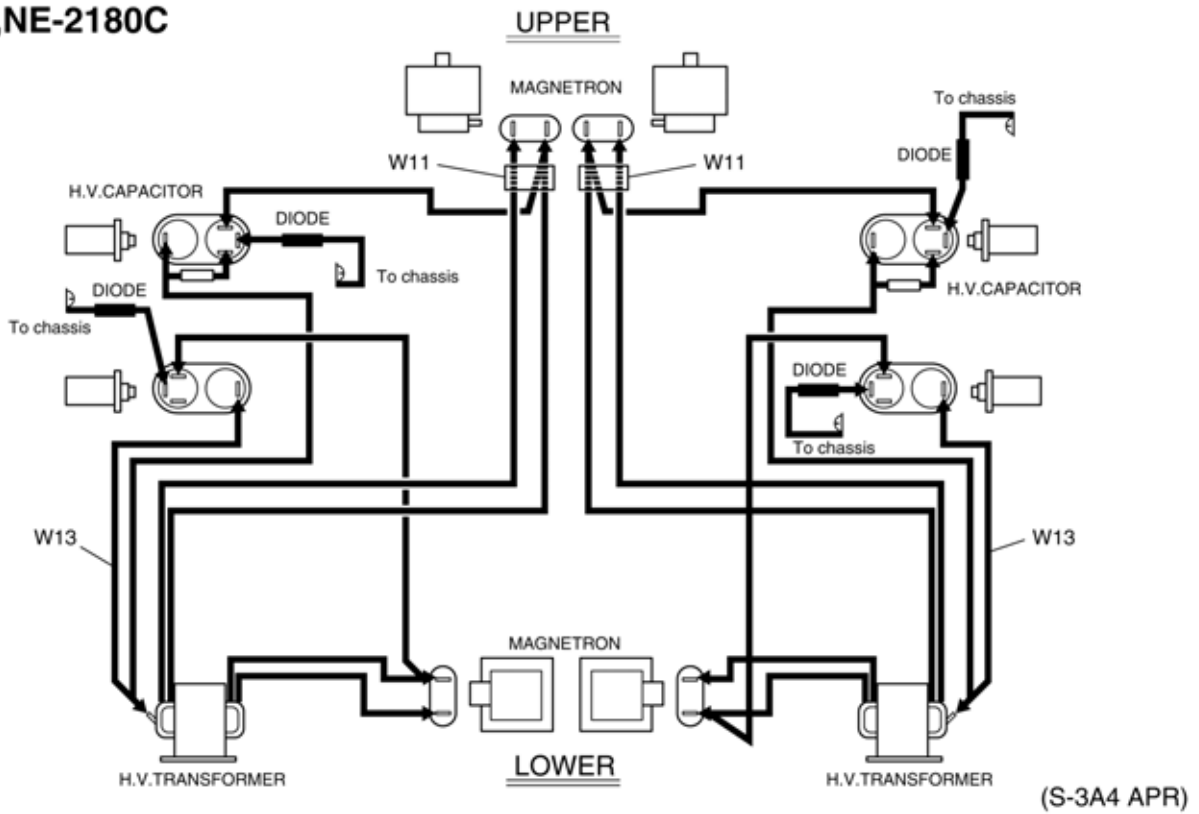 ,NE-2180C
UPPER
MAGNETRON
To chassis
DIODE
W11
W11
H.V.CAPACITOR
DIODE
To chassis
DIODE
To chassis
H.V.CAPACITOR
DIODE
To chassis
W13
W13
MAGNETRON
LOWER
H.V.TRANSFORMER
H.V.TRANSFORMER
(S-3A4 APR)